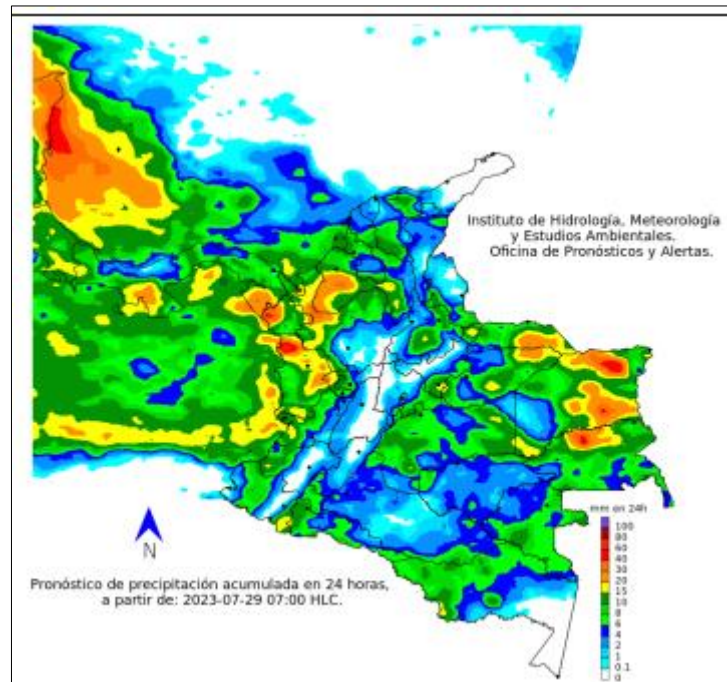 Instituto de Hidrología, Meteorología
y Estudios Ambientales.
Oficina de Pronósticos y Alertas.
mm en 24h
100
80
60
40
30
20
15
10
8
6
4
2
1
0.1
0
N
Pronóstico de precipitación acumulada en 24 horas,
a partir de: 2023-07-29 07:00 HLC.